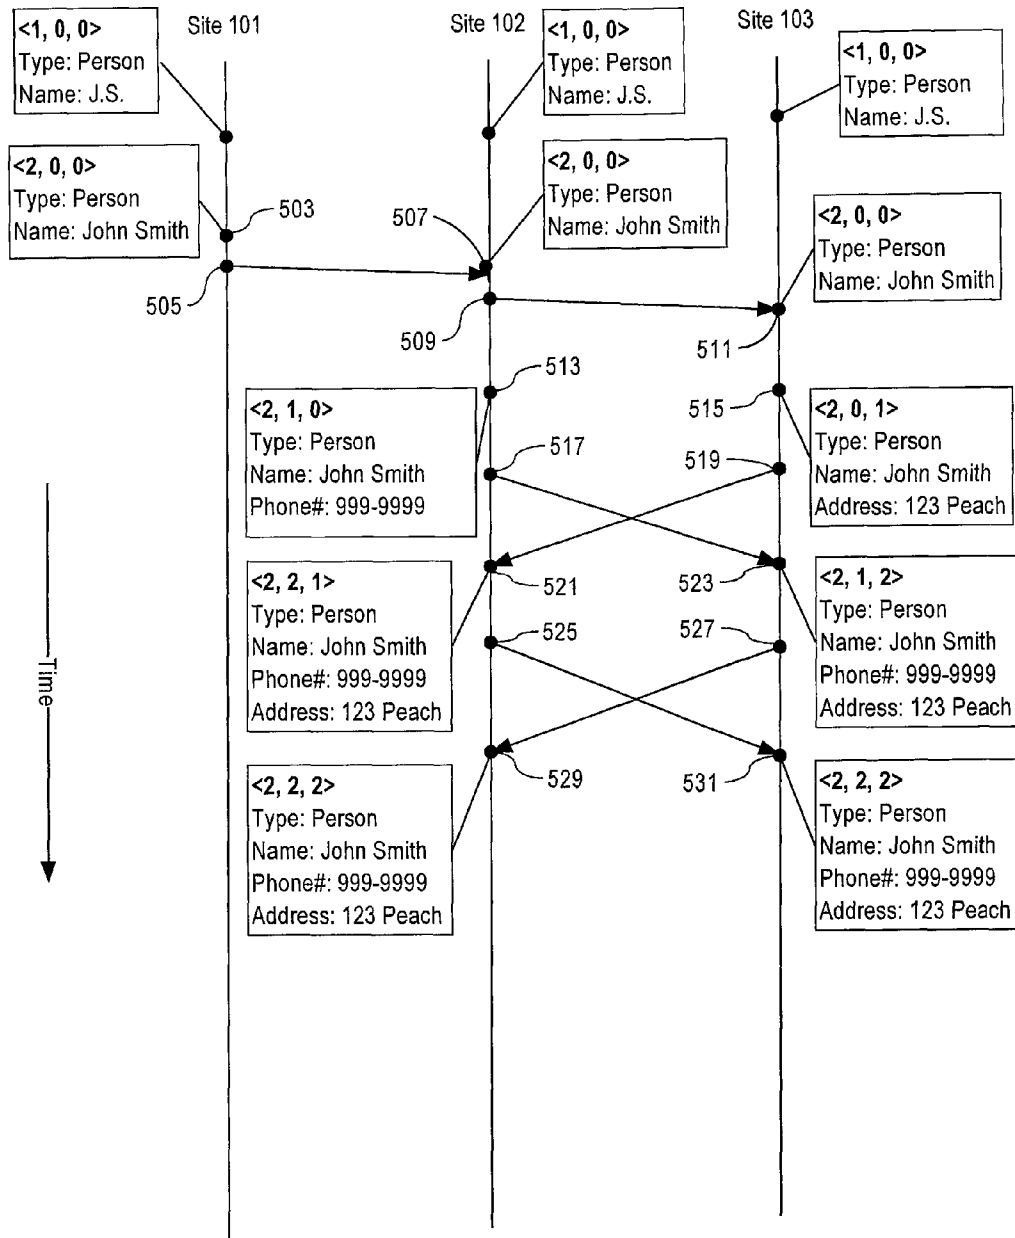 Site 101
Site 102
Site 103
<1, 0, 0>
Type: Person
Name: J.S.
<1, 0, 0>
Type: Person
Name: J.S.
<1, 0, 0>
Type: Person
Name: J.S.
<2, 0, 0>
Type: Person
Name: John Smith
503
505
507
<2, 0, 0>
Type: Person
Name: John Smith
509
<2, 0, 0>
Type: Person
Name: John Smith
511
513
<2, 1, 0>
Type: Person
Name: John Smith
Phone#: 999-9999
515
<2, 0, 1>
Type: Person
Name: John Smith
Address: 123 Peach
517
519
Time
<2, 2, 1>
Type: Person
Name: John Smith
Phone#: 999-9999
Address: 123 Peach
521
523
<2, 1, 2>
Type: Person
Name: John Smith
Phone#: 999-9999
Address: 123 Peach
525
527
<2, 2, 2>
Type: Person
Name: John Smith
Phone#: 999-9999
Address: 123 Peach
529
531
<2, 2, 2>
Type: Person
Name: John Smith
Phone#: 999-9999
Address: 123 Peach